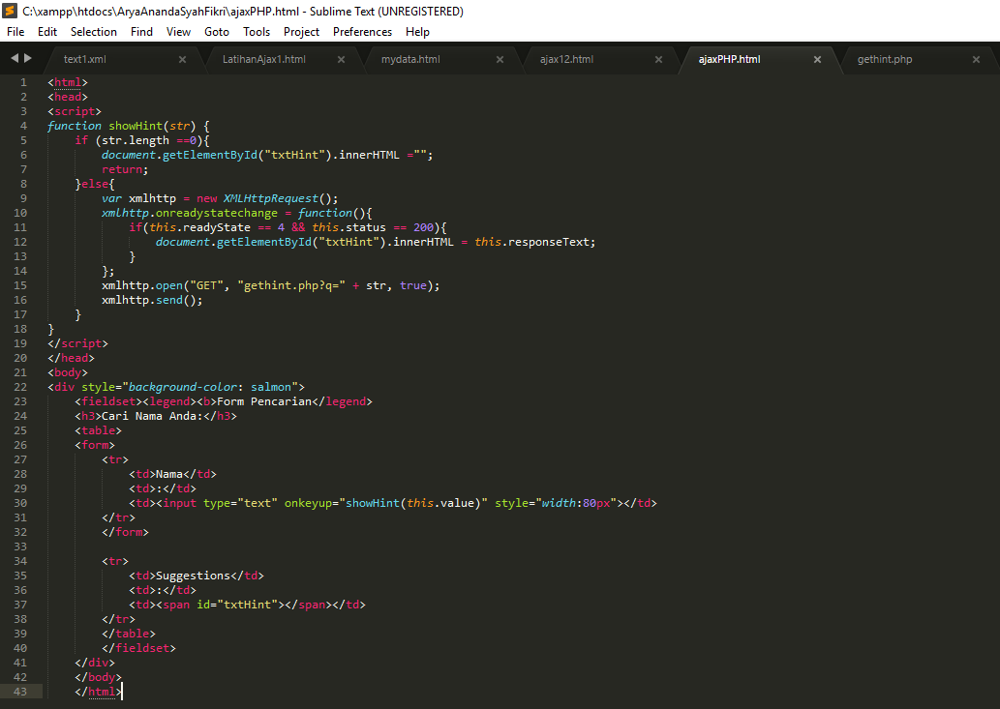 C:\xampp\htdocs\AryaAnandaSyahFikri\ajaxPHP.html - Sublime Text (UNREGISTERED)
File Edit Selection Find View Goto Tools Project Preferences Help
text1.xml LatihanAjax1.html mydata.html ajax12.html ajaxPHP.html gethint.php
1 <html>
2 <head>
3 <script>
4 function showHint(str) {
5     if (str.length ==0){
6         document.getElementById("txtHint").innerHTML ="";
7         return;
8     }else{
9         var xmlhttp = new XMLHttpRequest();
10         xmlhttp.onreadystatechange = function(){
11             if(this.readyState == 4 && this.status == 200){
12                 document.getElementById("txtHint").innerHTML = this.responseText;
13             }
14         };
15         xmlhttp.open("GET", "gethint.php?q=" + str, true);
16         xmlhttp.send();
17     }
18 }
19 </script>
20 </head>
21 <body>
22 <div style="background-color: salmon">
23     <fieldset><legend><b>Form Pencarian</legend>
24     <h3>Cari Nama Anda:</h3>
25     <table>
26     <form>
27         <tr>
28             <td>Nama</td>
29             <td>:</td>
30             <td><input type="text" onkeyup="showHint(this.value)" style="width:80px"></td>
31         </tr>
32         </form>
33
34         <tr>
35             <td>Suggestions</td>
36             <td>:</td>
37             <td><span id="txtHint"></span></td>
38         </tr>
39         </table>
40         </fieldset>
41     </div>
42     </body>
43     </html>